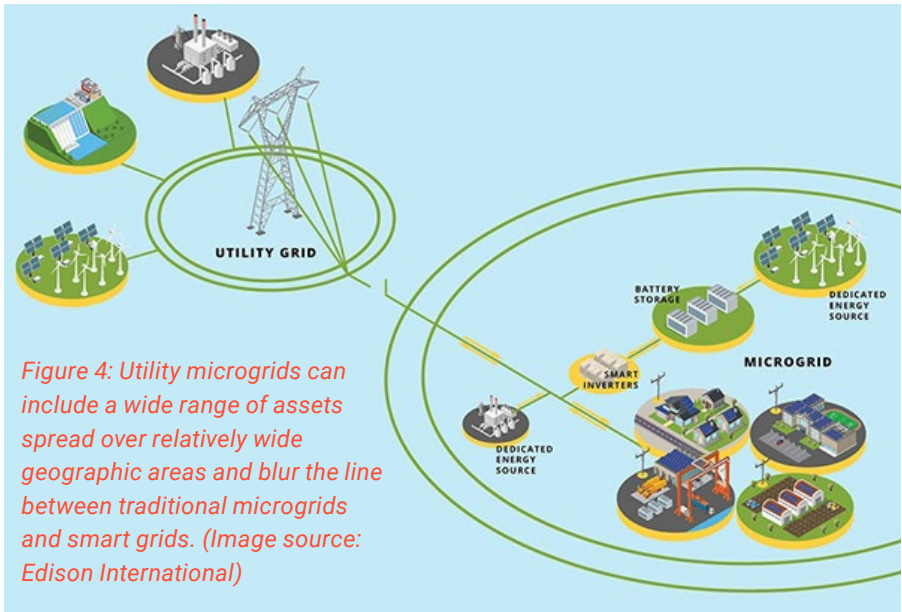 UTILITY GRID
BATTERY
STORAGE
DEDICATED
ENERGY
SOURCE
MICROGRID
SMART
INVERTERS
DEDICATED
ENERGY
SOURCE
Figure 4: Utility microgrids can
include a wide range of assets
spread over relatively wide
geographic areas and blur the line
between traditional microgrids
and smart grids. (Image source:
Edison International)